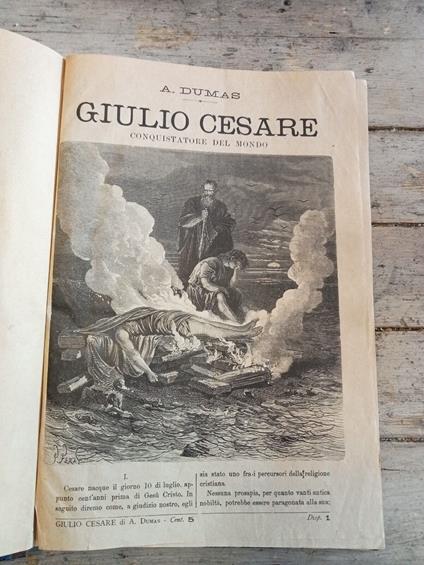 A. DUMAS
GIULIO CESARE
CONQUISTATORE DEL MONDO
I.
Cesare nacque il giorno 10 di luglio, ap-
punto cent'anni prima di Gesù Cristo. In
seguito diremo come, a giudizio nostro, egli
sia stato uno fra i percursori della religione
cristiana.
Nessuna prosapia, per quanto vanti antica
nobiltà, potrebbe essere paragonata alla sua;
GIULIO CESARE di A. DUMAS - Cent. 5
Disp. 1